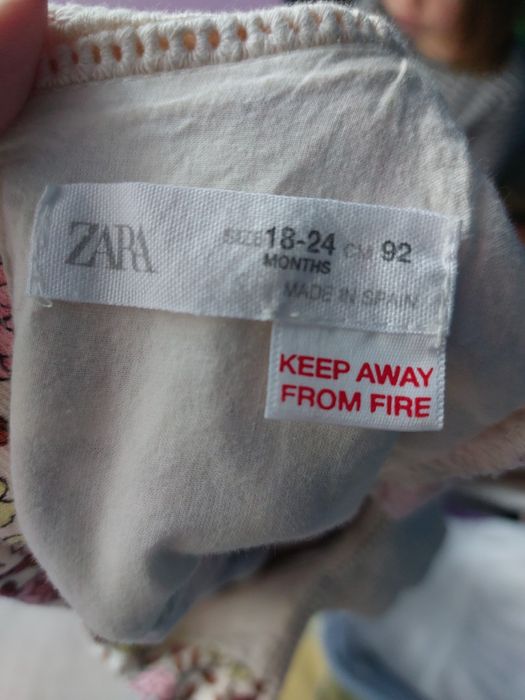 ZARA
SIZE 18-24 CM 92
MONTHS
MADE IN SPAIN
KEEP AWAY
FROM FIRE